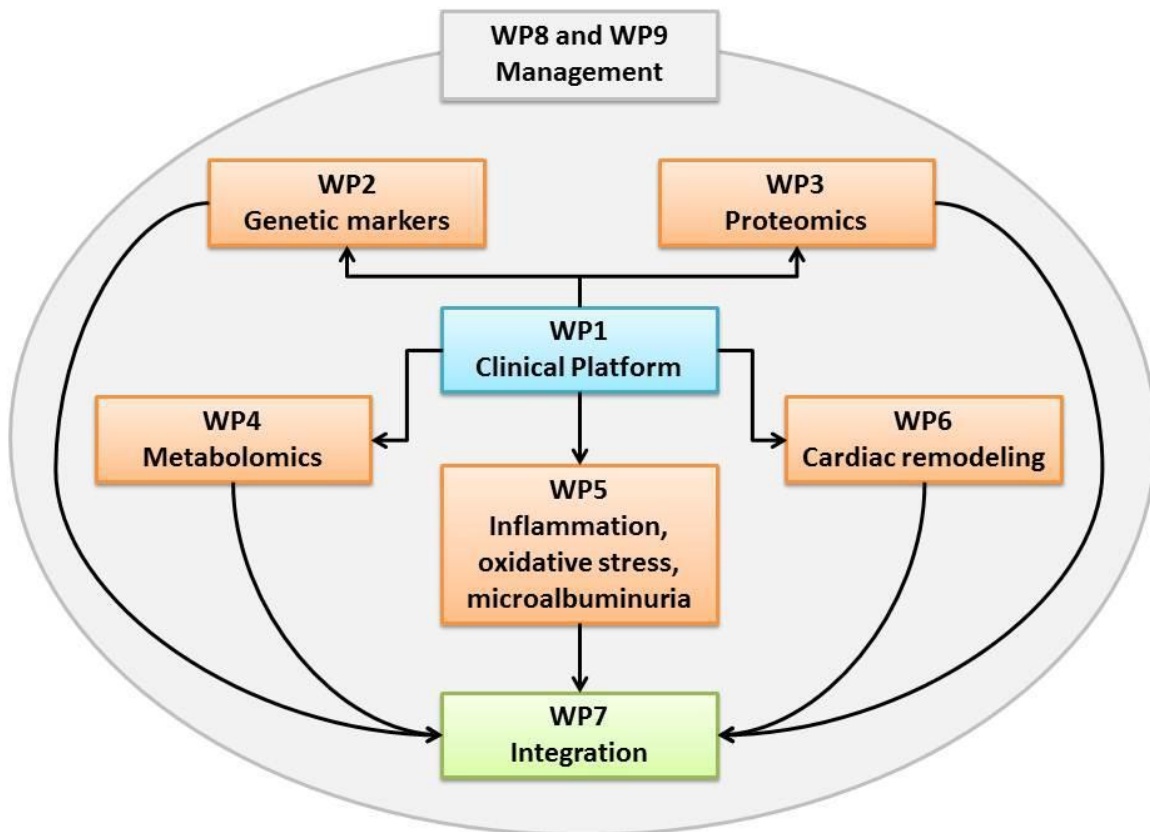 WP8 and WP9
Management
WP2
Genetic markers
WP3
Proteomics
WP1
Clinical Platform
WP4
Metabolomics
WP6
Cardiac remodeling
WP5
Inflammation,
oxidative stress,
microalbuminuria
WP7
Integration